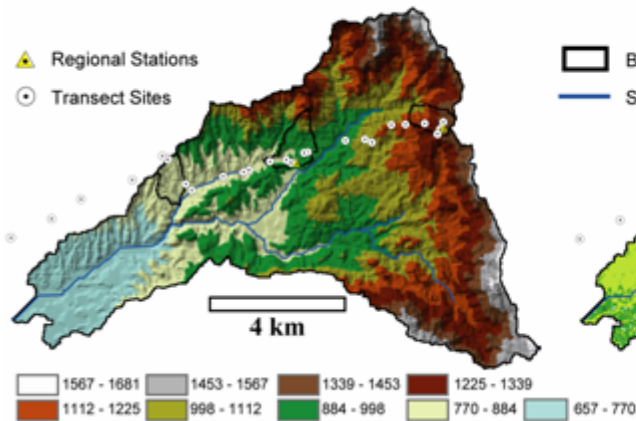 Regional Stations
Transect Sites
B
S
4 km
1567 - 1681 1453 - 1567 1339 - 1453 1225 - 1339
1112 - 1225 998 - 1112 884 - 998 770 - 884 657 - 770